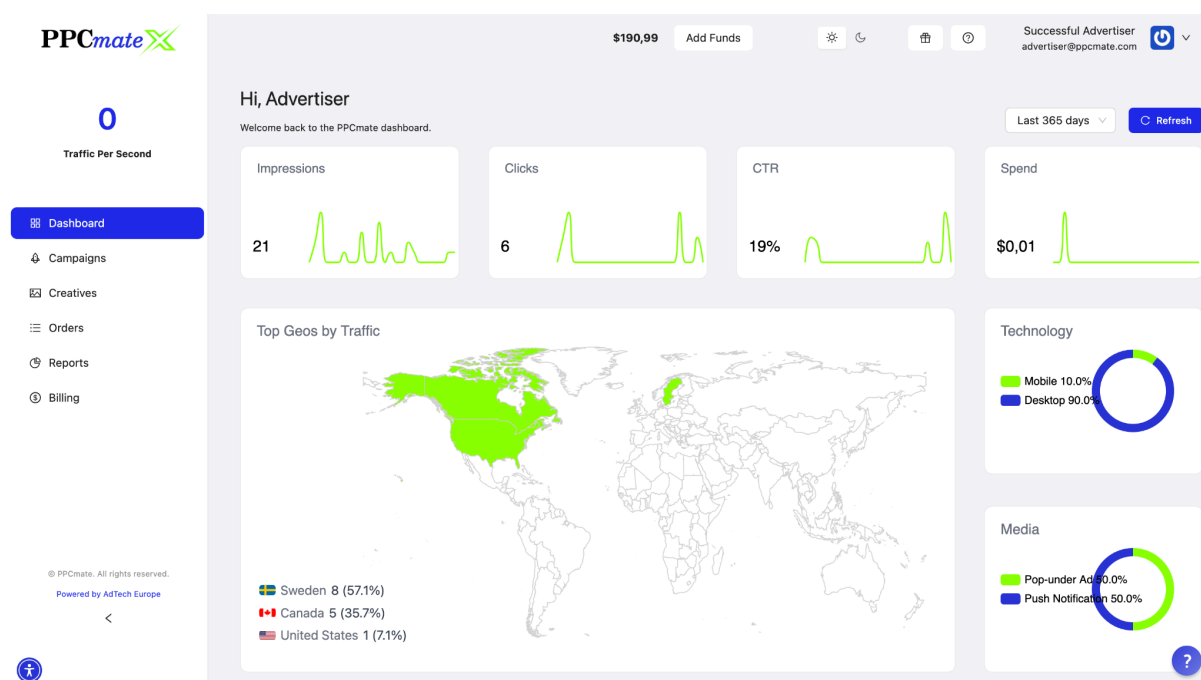 PPCmate X
$190,99
Add Funds
Successful Advertiser
advertiser@ppcmate.com
0
Traffic Per Second
Hi, Advertiser
Welcome back to the PPCmate dashboard.
Last 365 days
Refresh
Dashboard
Campaigns
Creatives
Orders
Reports
Billing
Impressions
21
Clicks
6
CTR
19%
Spend
$0,01
Top Geos by Traffic
Sweden 8 (57.1%)
Canada 5 (35.7%)
United States 1 (7.1%)
Technology
Mobile 10.0%
Desktop 90.0%
Media
Pop-under Ad 50.0%
Push Notification 50.0%
© PPCmate. All rights reserved.
Powered by AdTech Europe
?